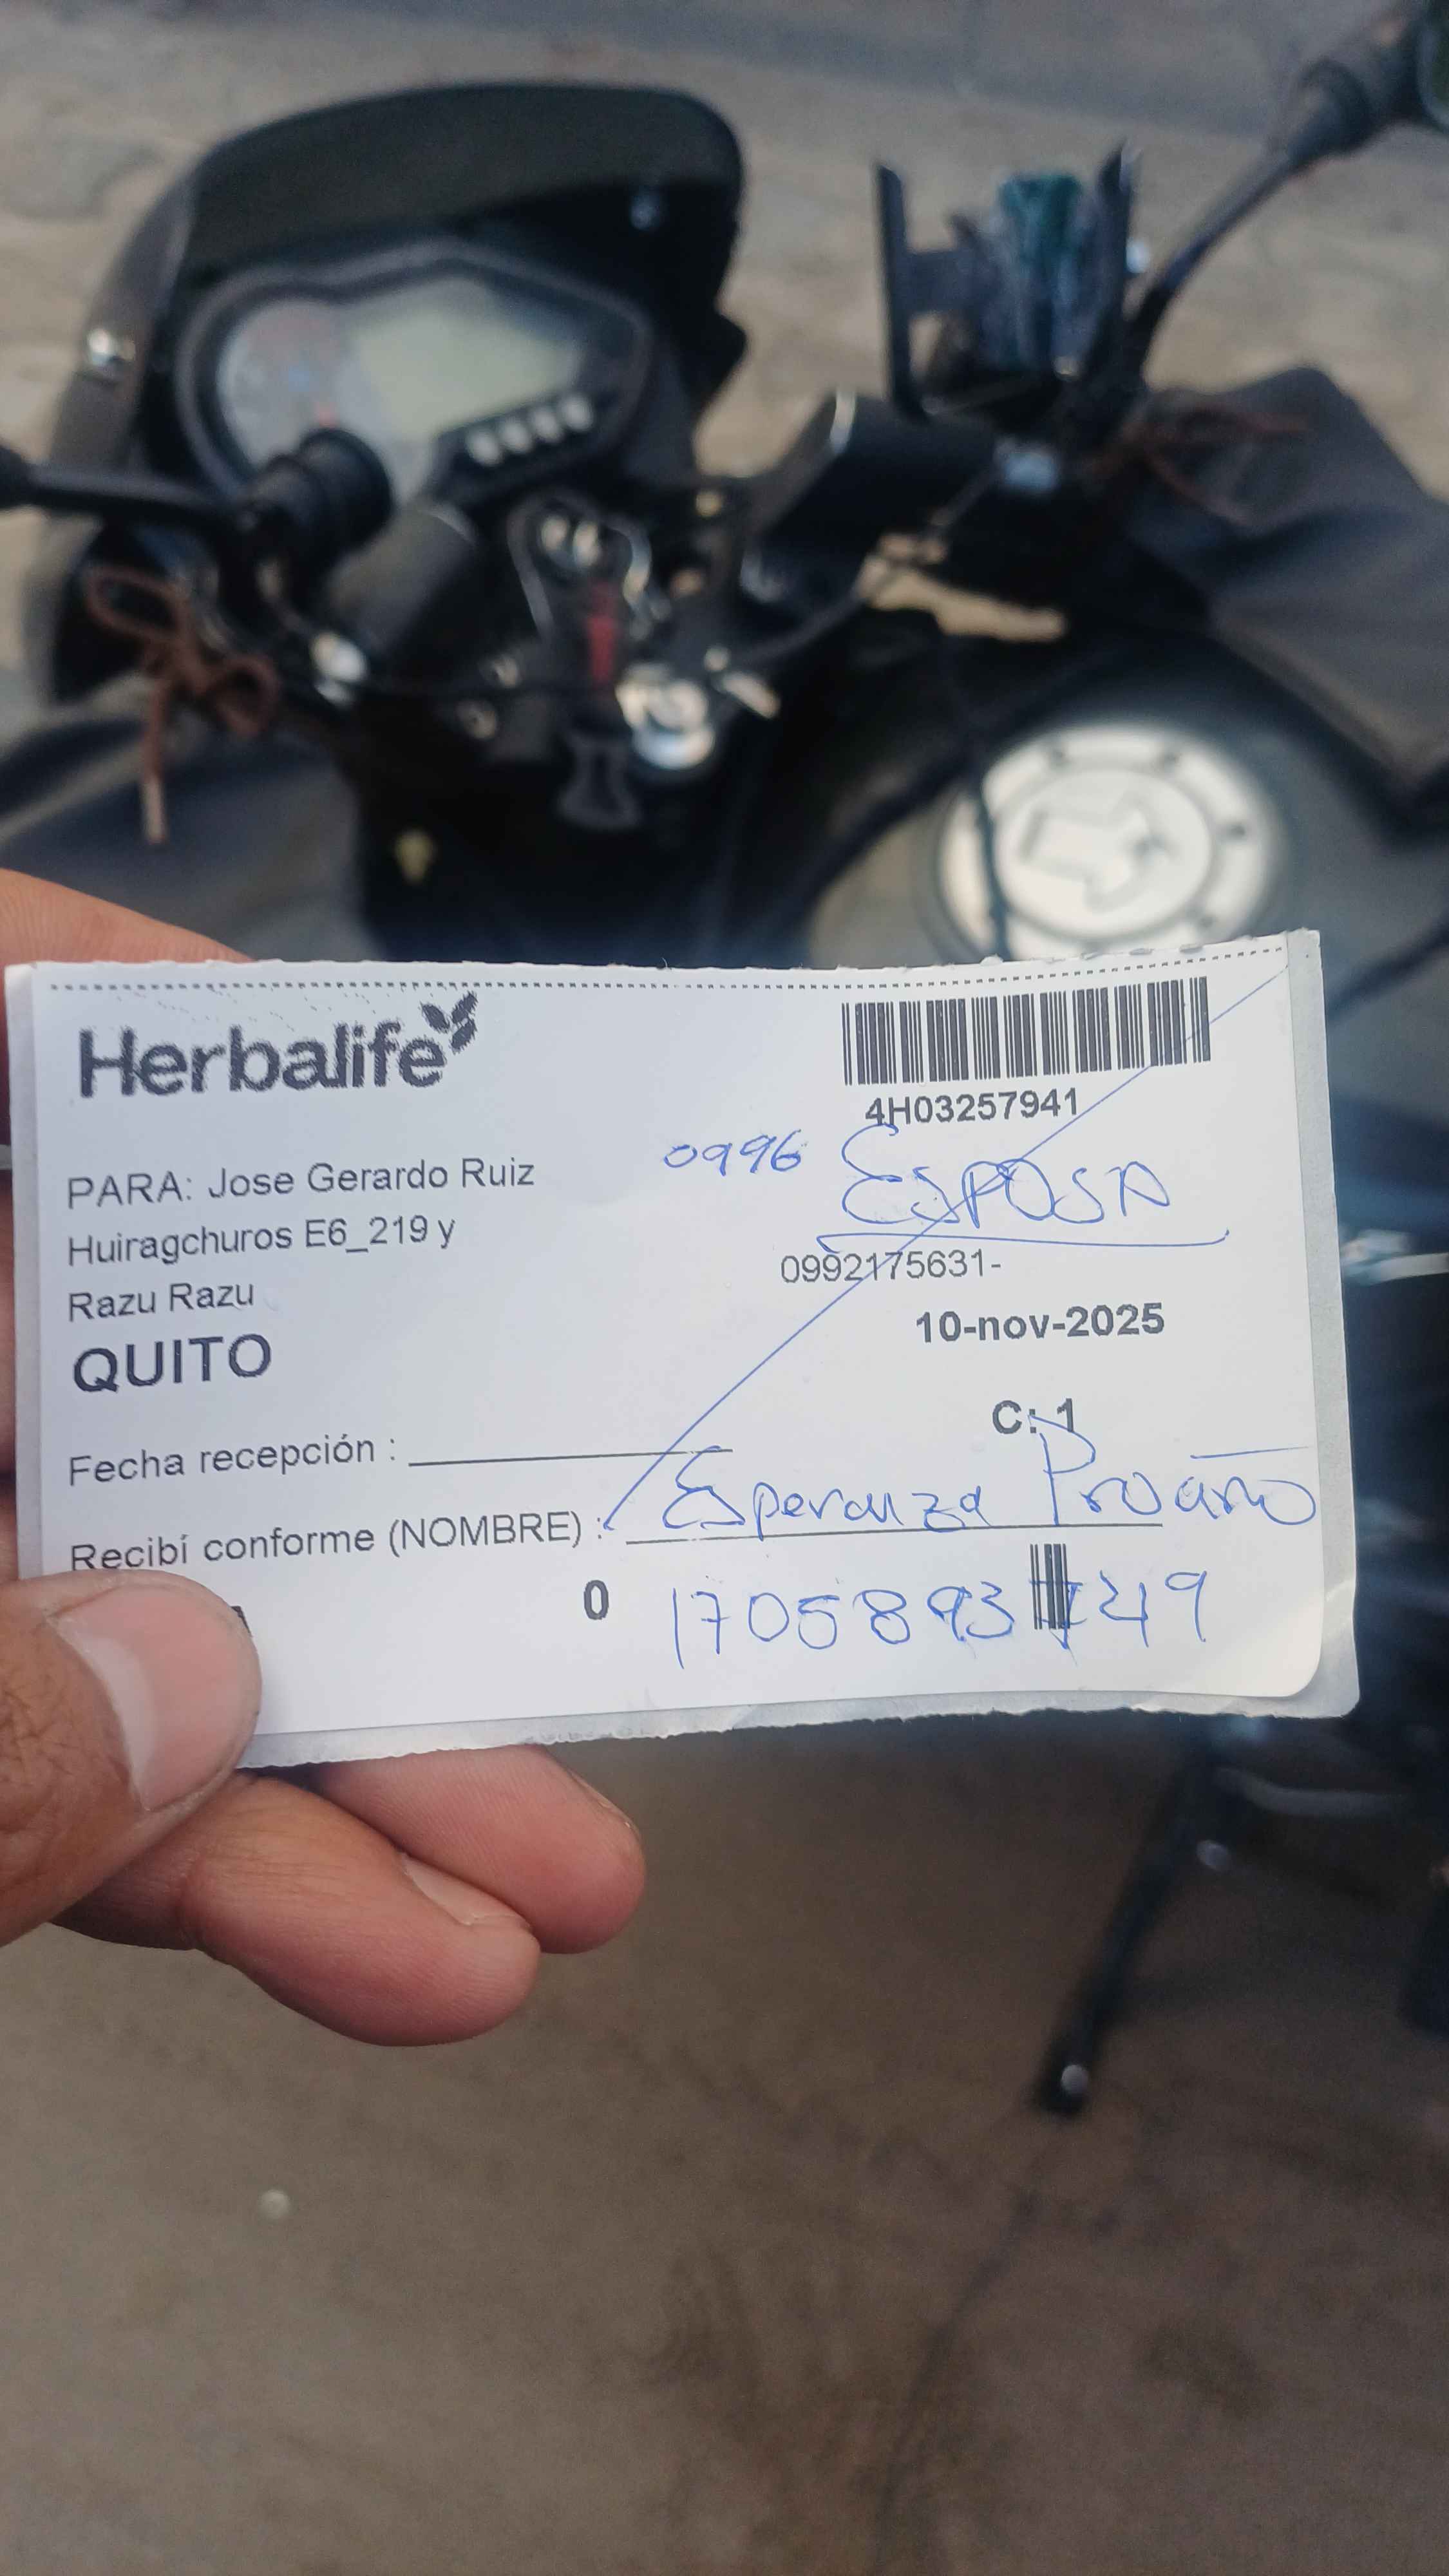 Herbalife
4H03257941
0996 ESPOSA
PARA: Jose Gerardo Ruiz
Huiragchuros E6_219 y
Razu Razu
0992175631-
10-nov-2025
QUITO
C: 1
Fecha recepción :
Recibí conforme (NOMBRE) : Esperanza Proaño
0